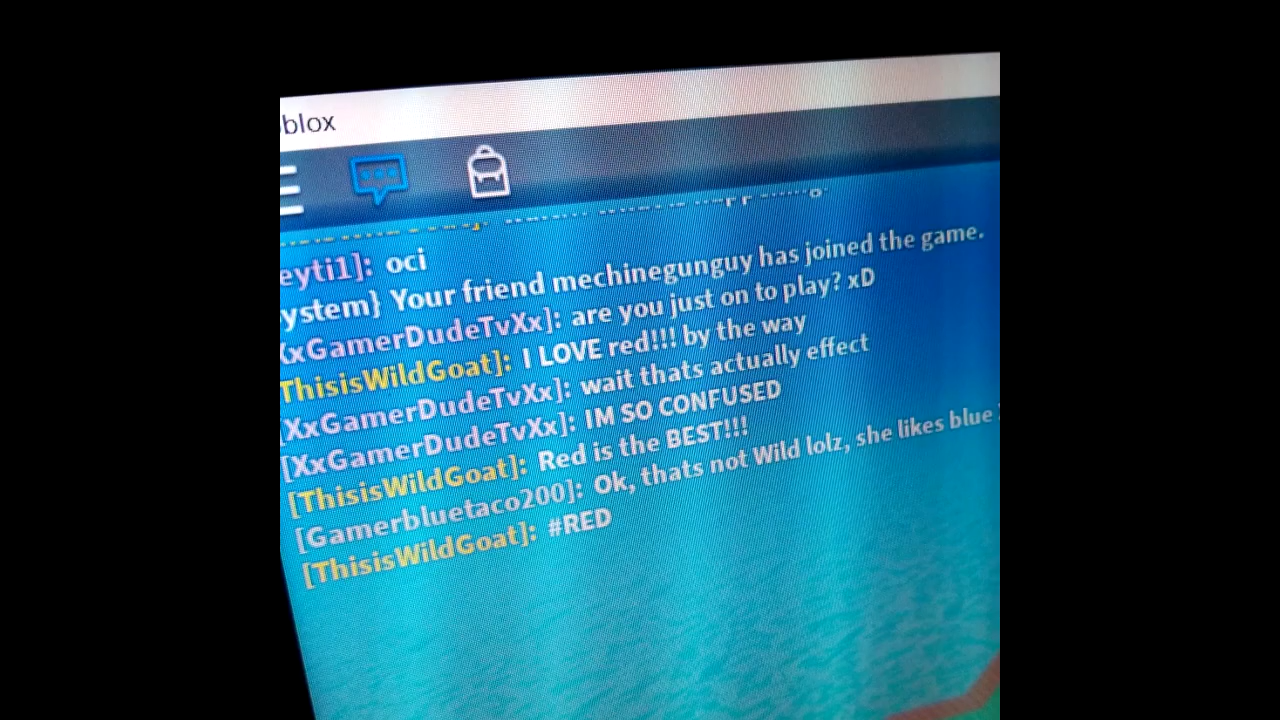 blox
eyti1]: oci
ystem} Your friend mechinegunguy has joined the game.
xGamerDudeTvXx]: are you just on to play? xD
ThisisWildGoat]: I LOVE red!!! by the way
[XxGamerDudeTvXx]: wait thats actually effect
[XxGamerDudeTvXx]: IM SO CONFUSED
[ThisisWildGoat]: Red is the BEST!!!
[Gamerbluetaco200]: Ok, thats not Wild lolz, she likes blue
[ThisisWildGoat]: #RED